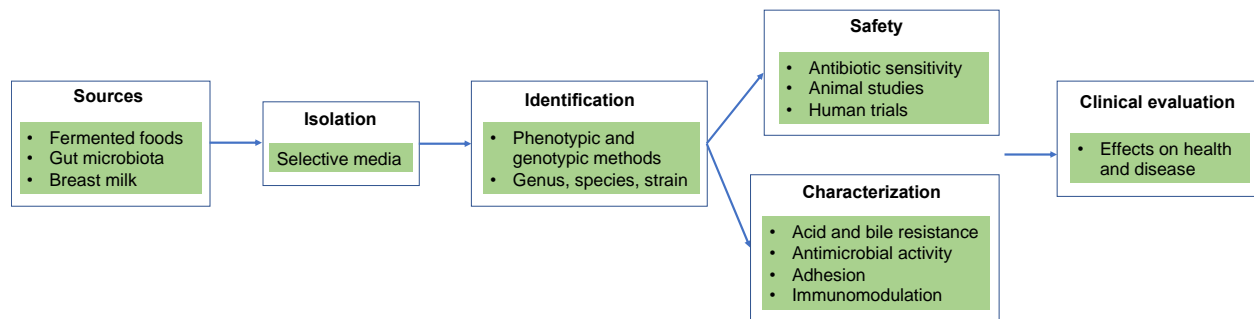 Sources
• Fermented foods
• Gut microbiota
• Breast milk
Isolation
Selective media
Identification
• Phenotypic and
genotypic methods
• Genus, species, strain
Safety
• Antibiotic sensitivity
• Animal studies
• Human trials
Characterization
• Acid and bile resistance
• Antimicrobial activity
• Adhesion
• Immunomodulation
Clinical evaluation
• Effects on health
and disease